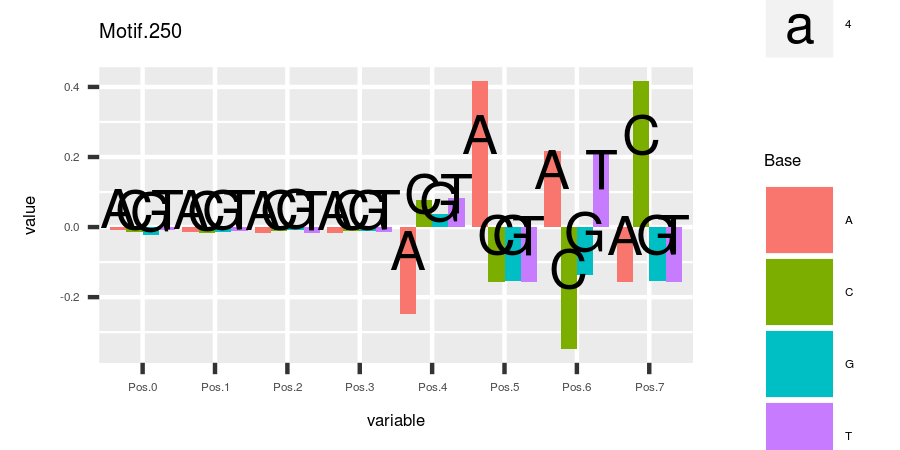 Motif.250
a 4
0.4
0.2
0.0
-0.2
value
A C G T A C G T A C G T A C G T A C G T A C G T A C G T A C G T
Pos.0 Pos.1 Pos.2 Pos.3 Pos.4 Pos.5 Pos.6 Pos.7
variable
Base
A
C
G
T